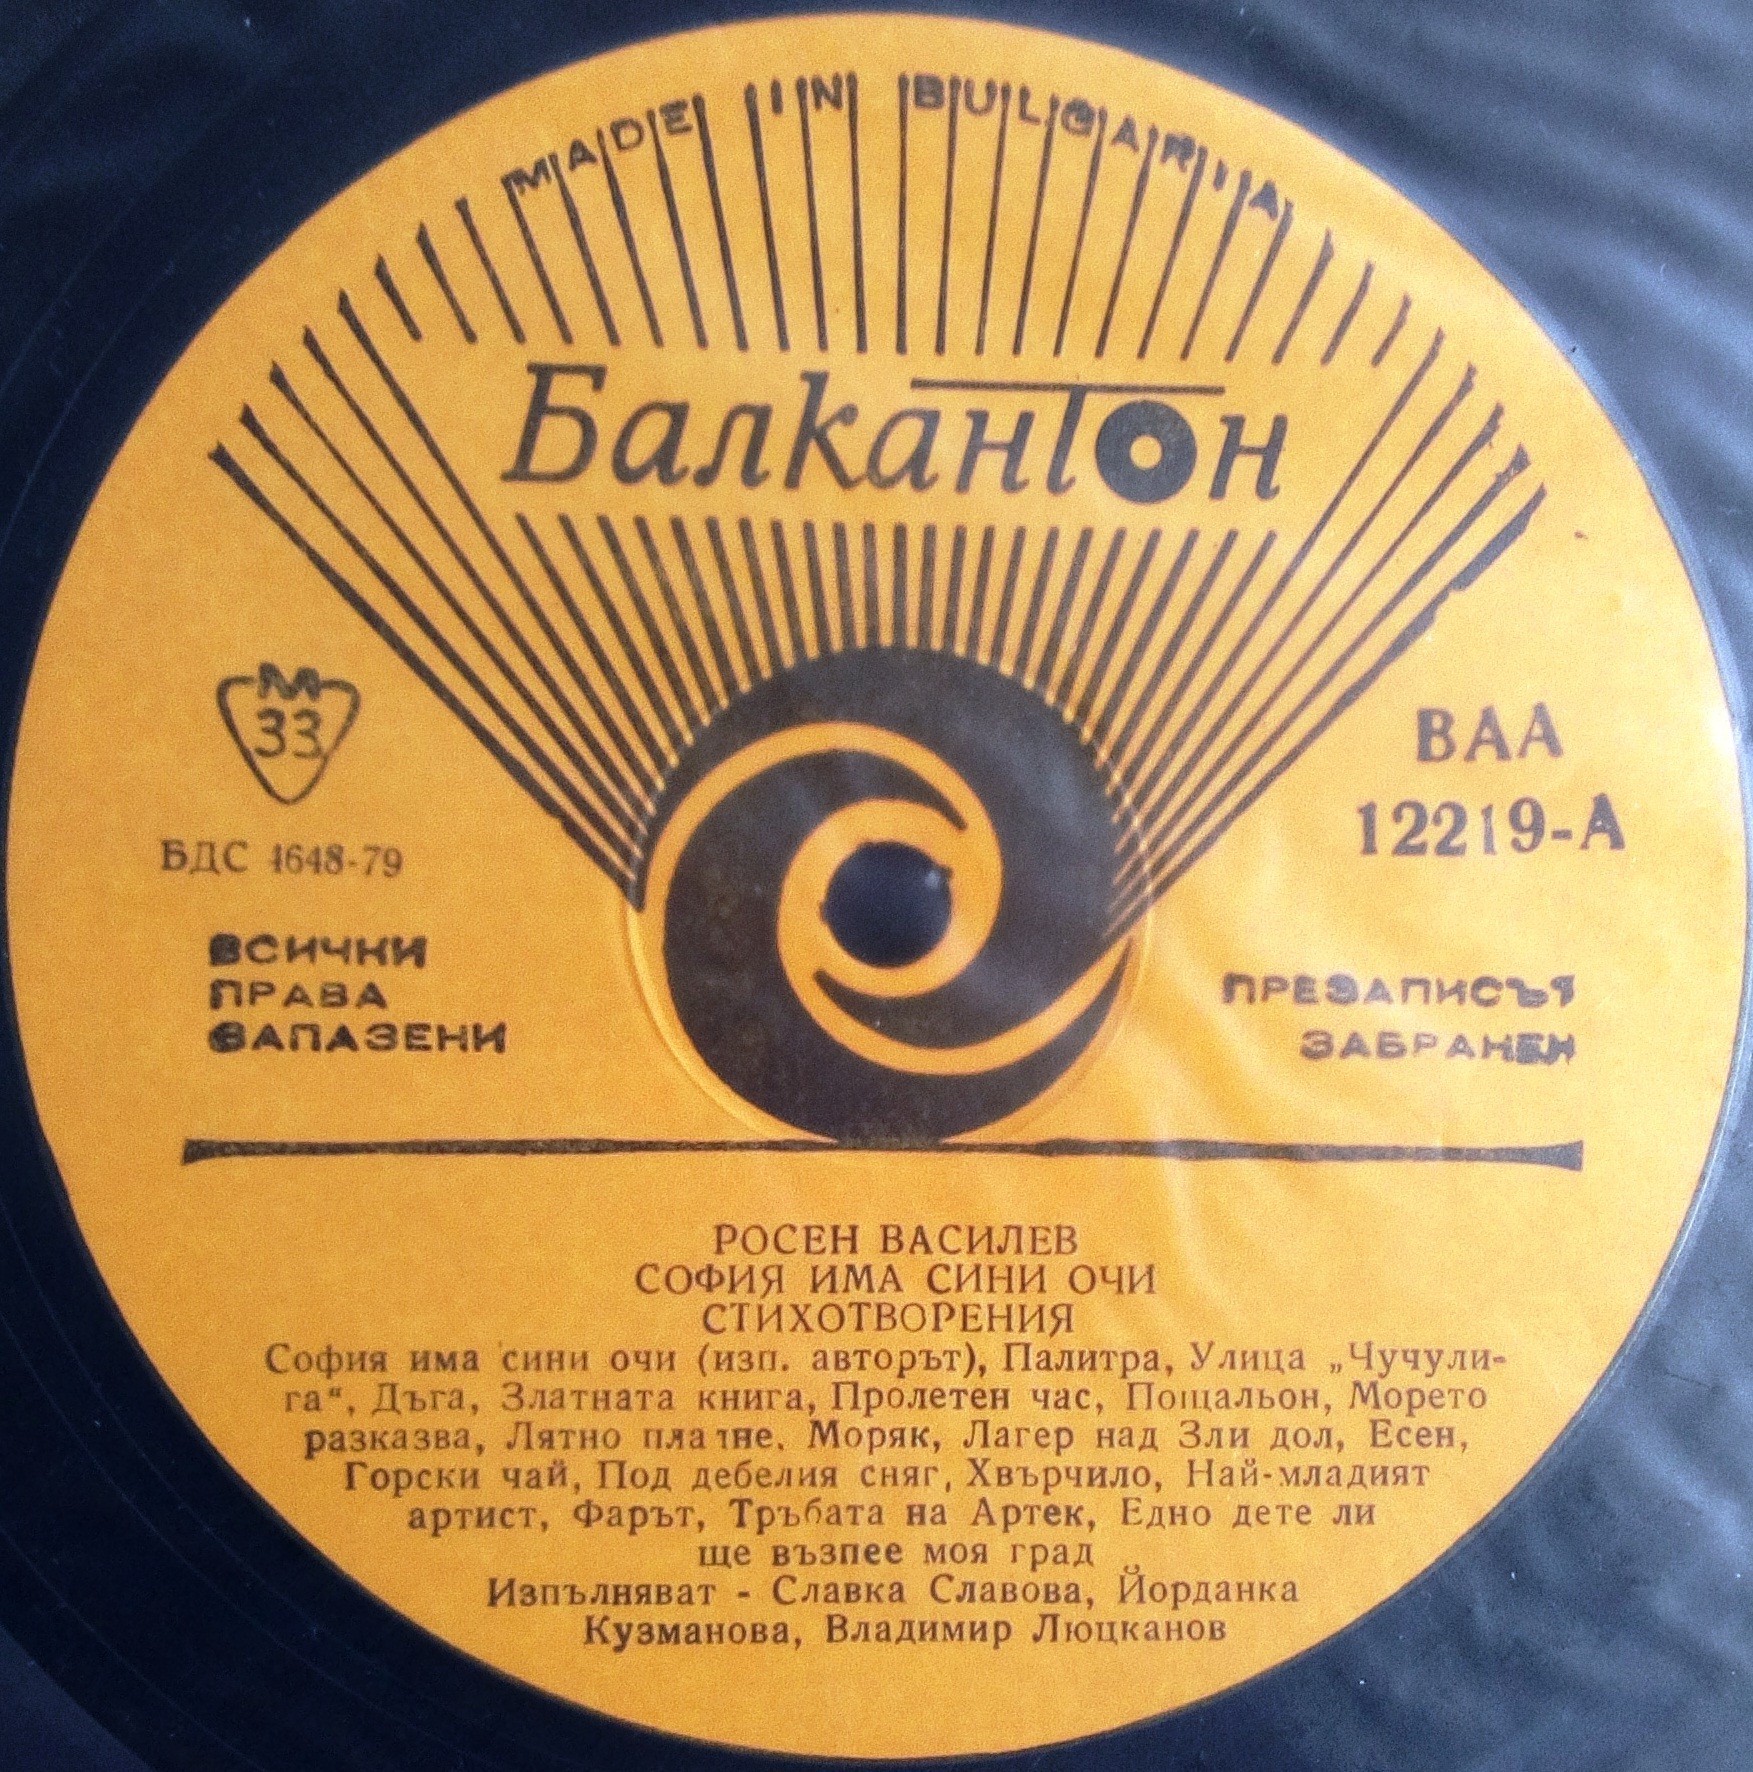 MADE IN BULGARIA
Балкантон
М
33
БДС 4648-79
ВСИЧКИ
ПРАВА
ЗАПАЗЕНИ
ВАА
12219-А
ПРЕЗАПИСЪТ
ЗАБРАНЕН
РОСЕН ВАСИЛЕВ
СОФИЯ ИМА СИНИ ОЧИ
СТИХОТВОРЕНИЯ
София има сини очи (изп. авторът), Палитра, Улица „Чучули-
га“, Дъга, Златната книга, Пролетен час, Пощальон, Морето
разказва, Лятно платне, Моряк, Лагер над Зли дол, Есен,
Горски чай, Под дебелия сняг, Хвърчило, Най-младият
артист, Фарът, Тръбата на Артек, Едно дете ли
ще възпее моя град
Изпълняват - Славка Славова, Йорданка
Кузманова, Владимир Люцканов